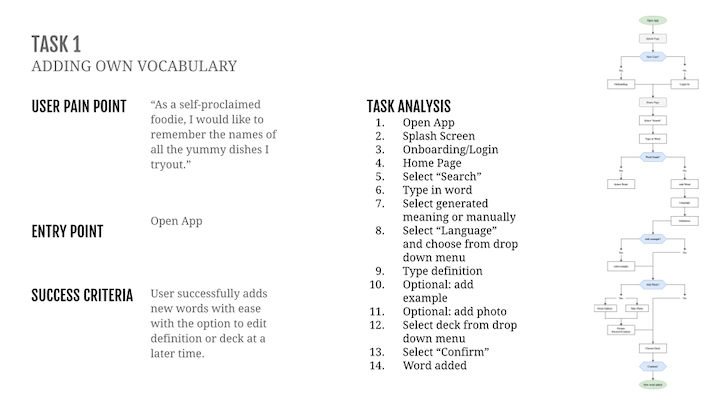 TASK 1
ADDING OWN VOCABULARY
USER PAIN POINT
“As a self-proclaimed
foodie, I would like to
remember the names of
all the yummy dishes I
tryout.”
ENTRY POINT
Open App
SUCCESS CRITERIA
User successfully adds
new words with ease
with the option to edit
definition or deck at a
later time.
TASK ANALYSIS
1. Open App
2. Splash Screen
3. Onboarding/Login
4. Home Page
5. Select “Search”
6. Type in word
7. Select generated
meaning or manually
8. Select “Language”
and choose from drop
down menu
9. Type definition
10. Optional: add
example
11. Optional: add photo
12. Select deck from drop
down menu
13. Select “Confirm”
14. Word added
Open App
Onboarding
Home Page